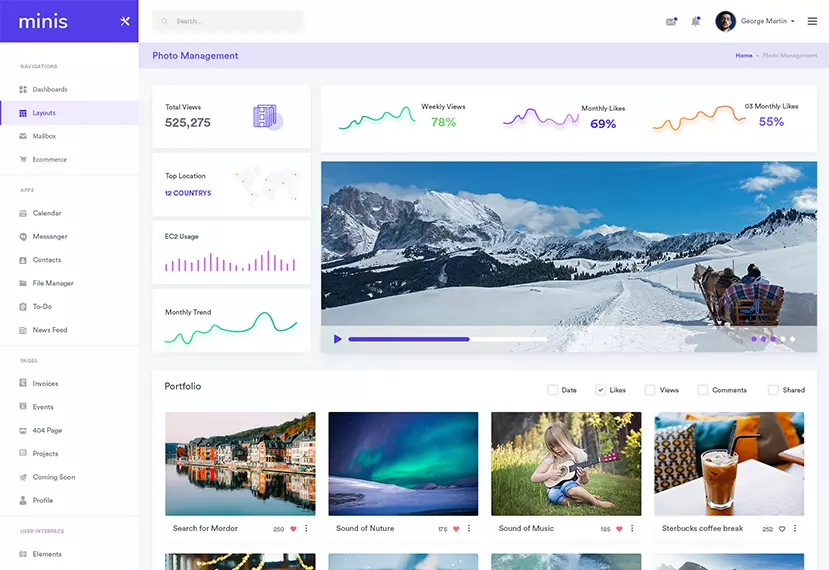 minis
Search...
George Martin
NAVIGATIONS
Dashboards
Layouts
Mailbox
Ecommerce
APPS
Calendar
Messanger
Contacts
File Manager
To-Do
News Feed
PAGES
Invoices
Events
404 Page
Projects
Coming Soon
Profile
USER INTERFACE
Elements
Photo Management
Home - Photo Management
Total Views
525,275
Top Location
12 COUNTRYS
EC2 Usage
Monthly Trend
Weekly Views
78%
Monthly Likes
69%
03 Monthly Likes
55%
Portfolio
Date Likes Views Comments Shared
Search for Mordor 250
Sound of Nuture 175
Sound of Music 185
Sterbucks coffee break 252